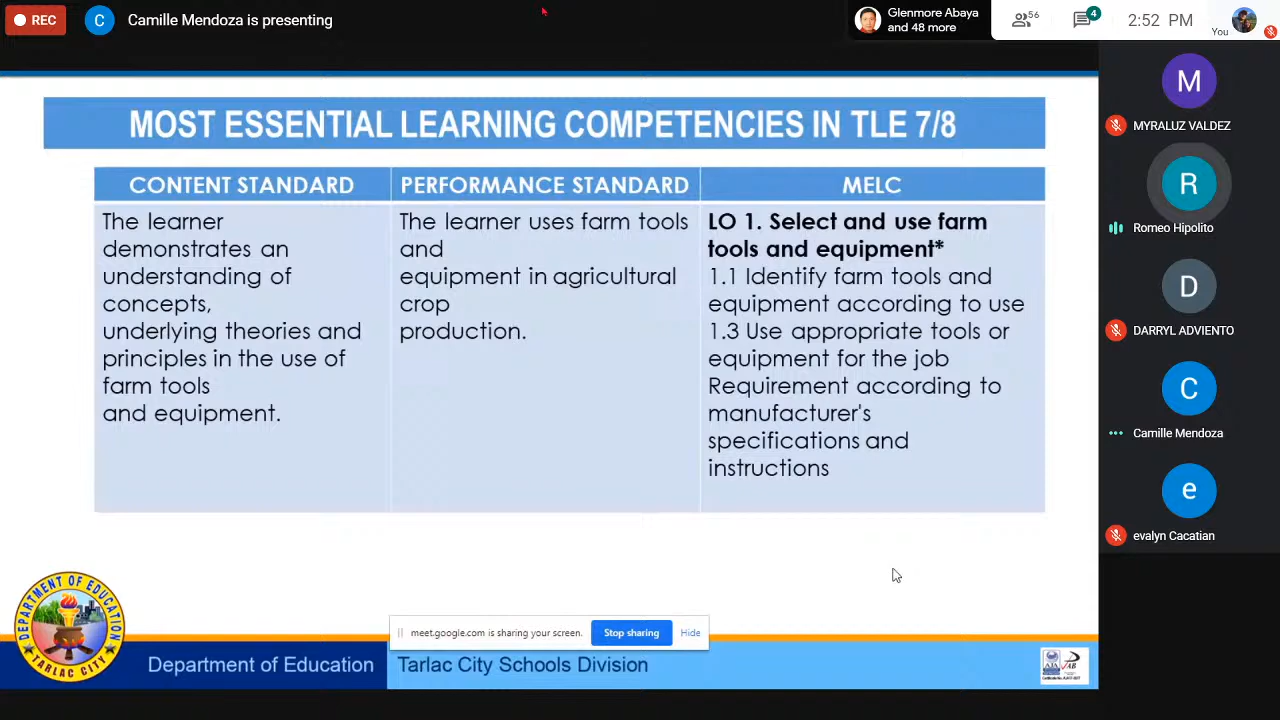 REC
C
Camille Mendoza is presenting
Glenmore Abaya
and 48 more
56
4
2:52 PM
You
MOST ESSENTIAL LEARNING COMPETENCIES IN TLE 7/8
CONTENT STANDARD
PERFORMANCE STANDARD
MELC
The learner
demonstrates an
understanding of
concepts,
underlying theories and
principles in the use of
farm tools
and equipment.
The learner uses farm tools
and
equipment in agricultural
crop
production.
LO 1. Select and use farm
tools and equipment*
1.1 Identify farm tools and
equipment according to use
1.3 Use appropriate tools or
equipment for the job
Requirement according to
manufacturer's
specifications and
instructions
M
MYRALUZ VALDEZ
R
Romeo Hipolito
D
DARRYL ADVIENTO
C
Camille Mendoza
e
evalyn Cacatian
meet.google.com is sharing your screen.
Stop sharing
Hide
DEPARTMENT OF EDUCATION
TARLAC CITY
Department of Education
Tarlac City Schools Division